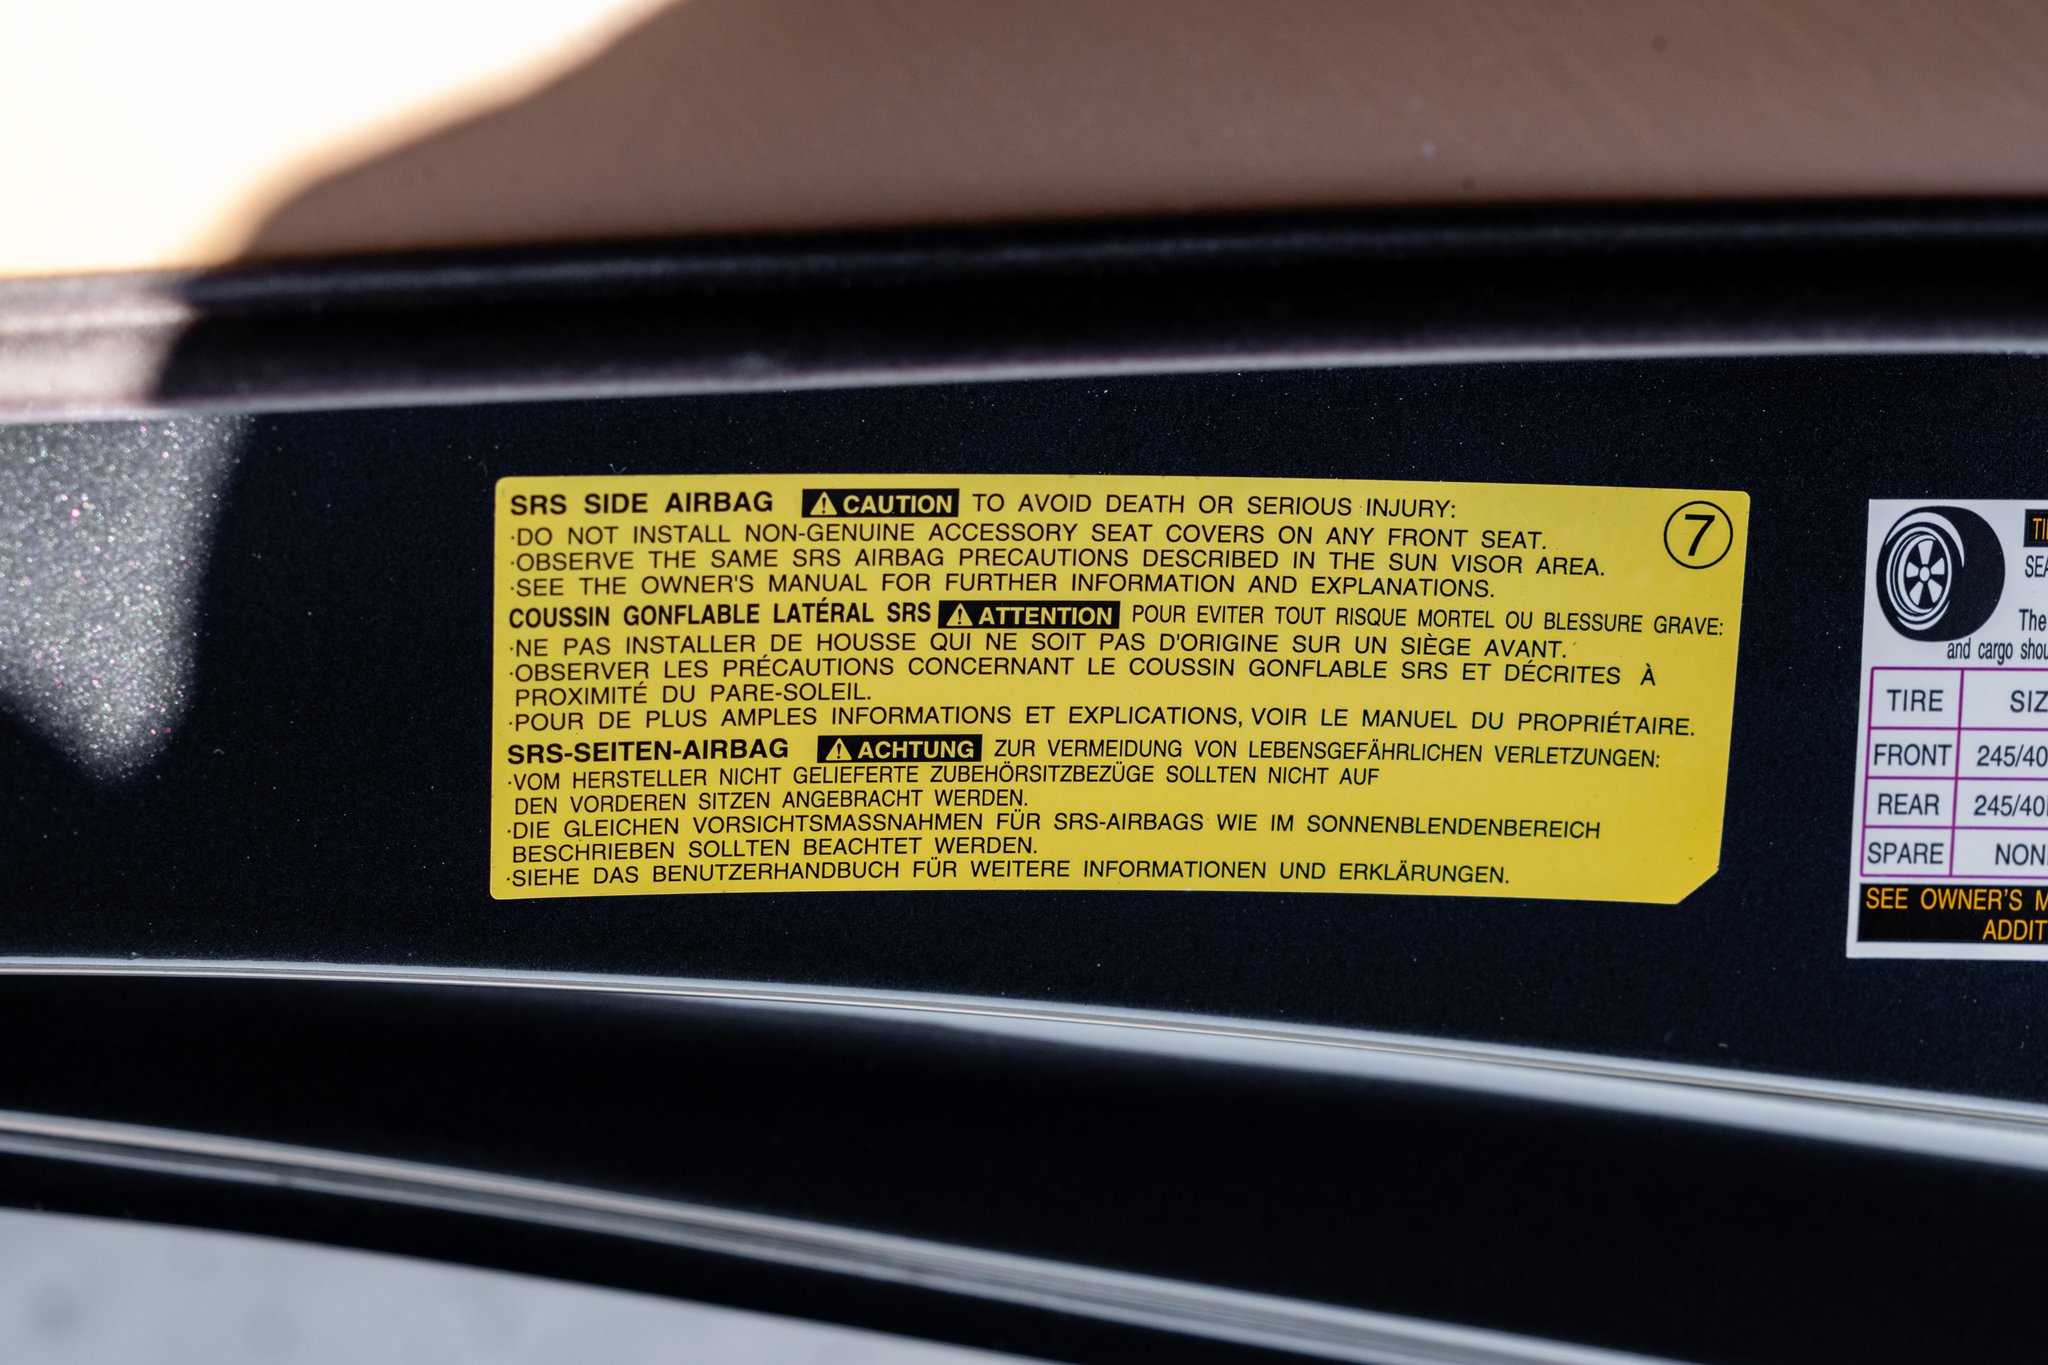 SRS SIDE AIRBAG CAUTION TO AVOID DEATH OR SERIOUS INJURY:
·DO NOT INSTALL NON-GENUINE ACCESSORY SEAT COVERS ON ANY FRONT SEAT.
·OBSERVE THE SAME SRS AIRBAG PRECAUTIONS DESCRIBED IN THE SUN VISOR AREA.
·SEE THE OWNER'S MANUAL FOR FURTHER INFORMATION AND EXPLANATIONS.
7
COUSSIN GONFLABLE LATÉRAL SRS ATTENTION POUR EVITER TOUT RISQUE MORTEL OU BLESSURE GRAVE:
·NE PAS INSTALLER DE HOUSSE QUI NE SOIT PAS D'ORIGINE SUR UN SIÈGE AVANT.
·OBSERVER LES PRÉCAUTIONS CONCERNANT LE COUSSIN GONFLABLE SRS ET DÉCRITES À
PROXIMITÉ DU PARE-SOLEIL.
·POUR DE PLUS AMPLES INFORMATIONS ET EXPLICATIONS, VOIR LE MANUEL DU PROPRIÉTAIRE.
SRS-SEITEN-AIRBAG ACHTUNG ZUR VERMEIDUNG VON LEBENSGEFÄHRLICHEN VERLETZUNGEN:
·VOM HERSTELLER NICHT GELIEFERTE ZUBEHÖRSITZBEZÜGE SOLLTEN NICHT AUF
DEN VORDEREN SITZEN ANGEBRACHT WERDEN.
·DIE GLEICHEN VORSICHTSMASSNAHMEN FÜR SRS-AIRBAGS WIE IM SONNENBLENDENBEREICH
BESCHRIEBEN SOLLTEN BEACHTET WERDEN.
·SIEHE DAS BENUTZERHANDBUCH FÜR WEITERE INFORMATIONEN UND ERKLÄRUNGEN.
The
and cargo
TIRE
FRONT 245/40
REAR 245/40
SPARE
SEE OWNER'S